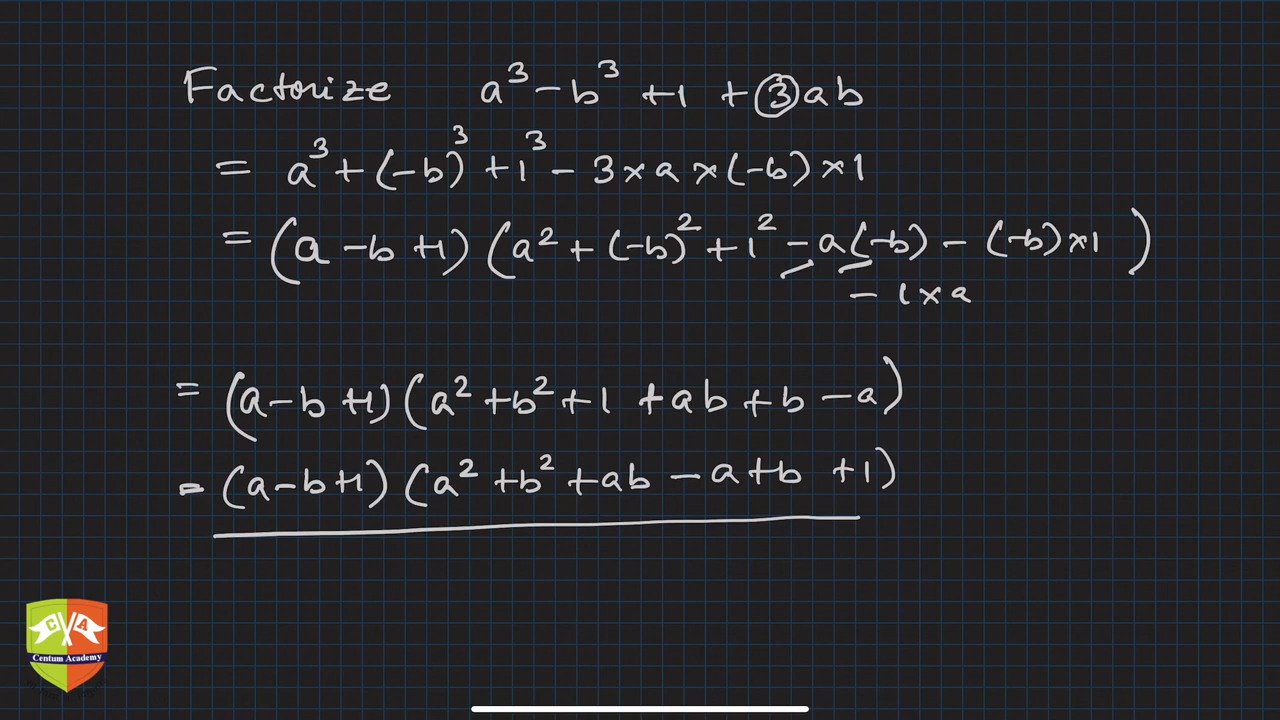 Factorize a³ - b³ + 1 + 3ab
= a³ + (-b)³ + 1³ - 3 × a × (-b) × 1
= (a - b + 1) (a² + (-b)² + 1² - a(-b) - (-b) × 1 )
- 1 × a
= (a - b + 1) (a² + b² + 1 + ab + b - a)
= (a - b + 1) (a² + b² + ab - a + b + 1)
C A
Centum Academy